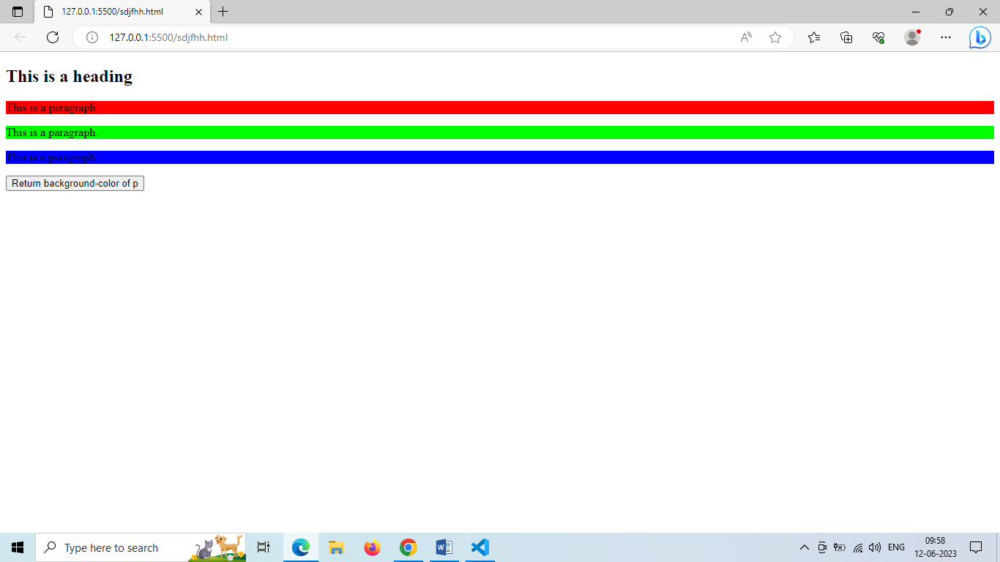 127.0.0.1:5500/sdjfhh.html
127.0.0.1:5500/sdjfhh.html
This is a heading
This is a paragraph.
This is a paragraph.
This is a paragraph.
Return background-color of p
Type here to search
ENG
09:58
12-06-2023